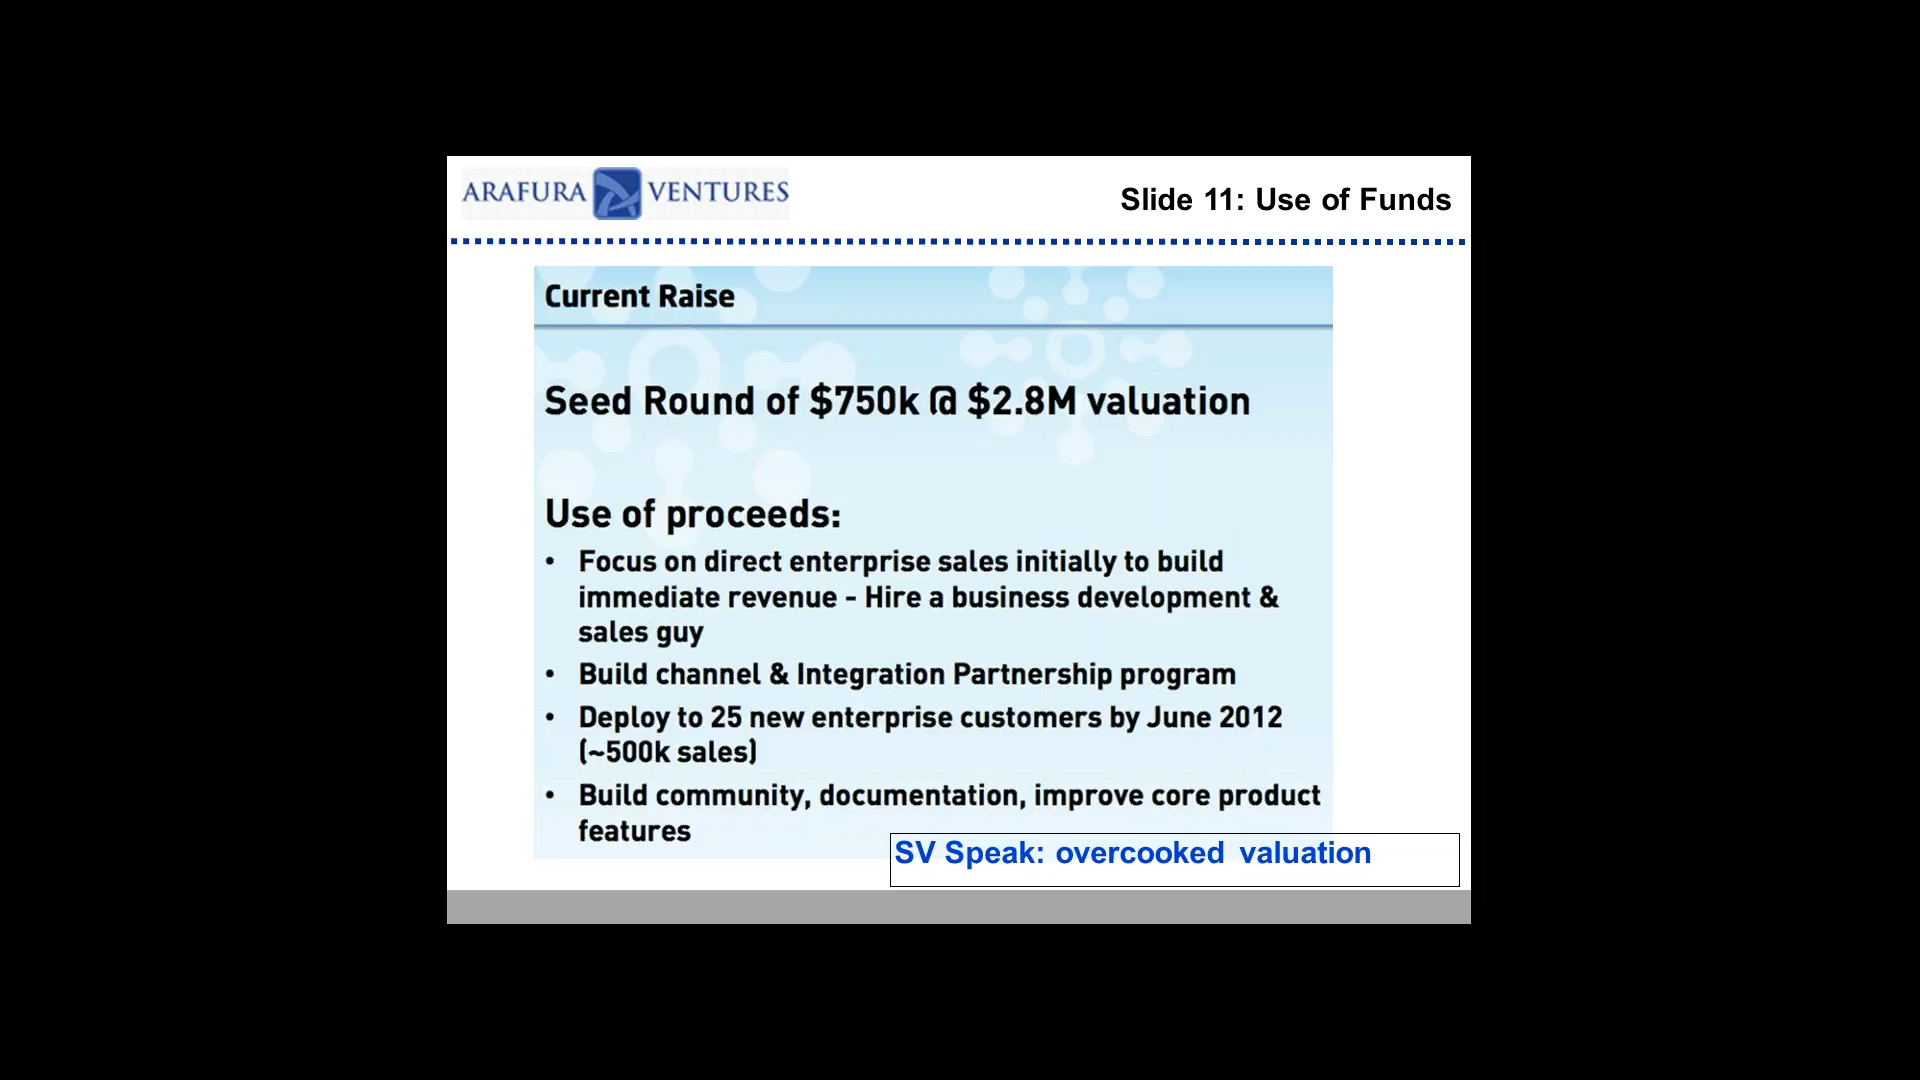 ARAFURA VENTURES
Slide 11: Use of Funds
Current Raise
Seed Round of $750k @ $2.8M valuation
Use of proceeds:
• Focus on direct enterprise sales initially to build
immediate revenue - Hire a business development &
sales guy
• Build channel & Integration Partnership program
• Deploy to 25 new enterprise customers by June 2012
(~500k sales)
• Build community, documentation, improve core product
features
SV Speak: overcooked valuation